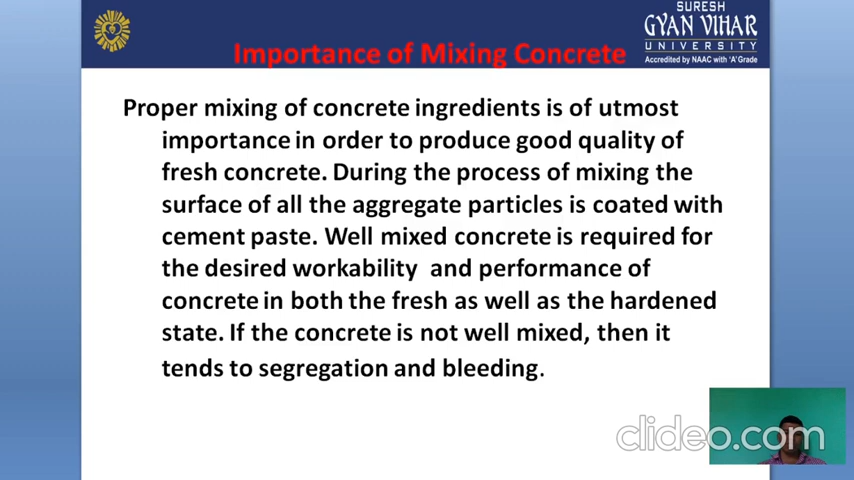 SURESH
GYAN VIHAR
UNIVERSITY
Accredited by NAAC with 'A' Grade
Importance of Mixing Concrete
Proper mixing of concrete ingredients is of utmost
importance in order to produce good quality of
fresh concrete. During the process of mixing the
surface of all the aggregate particles is coated with
cement paste. Well mixed concrete is required for
the desired workability and performance of
concrete in both the fresh as well as the hardened
state. If the concrete is not well mixed, then it
tends to segregation and bleeding.
clideo.com